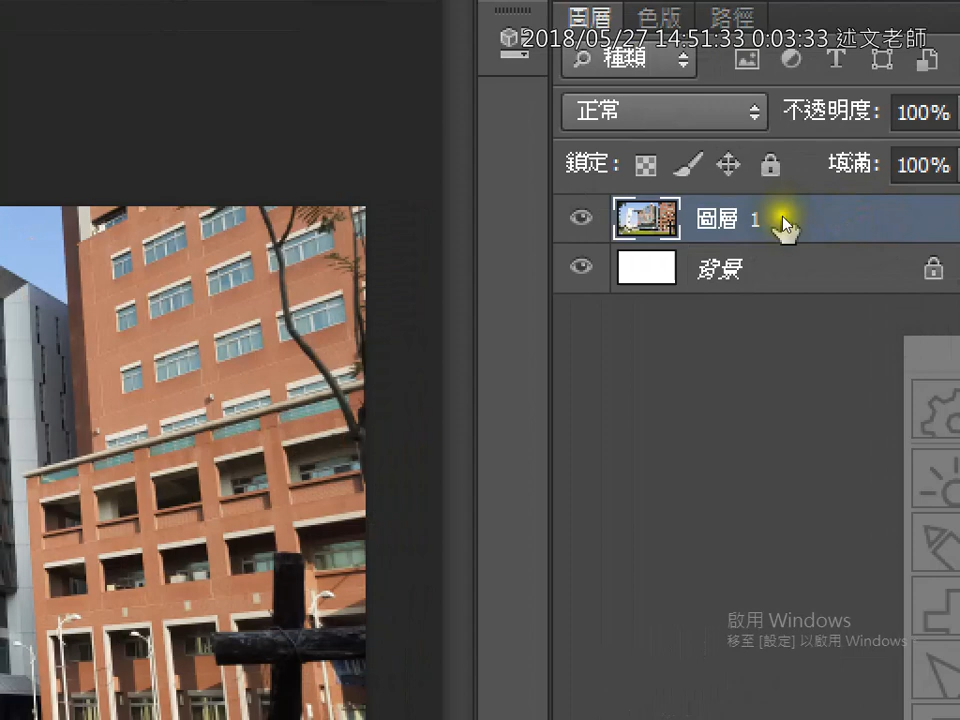 圖層 色版 路徑
2018/05/27 14:51:33 0:03:33 述文老師
種類
正常 不透明度: 100%
鎖定: 填滿: 100%
圖層 1
背景
啟用 Windows
移至 [設定] 以啟用 Windows